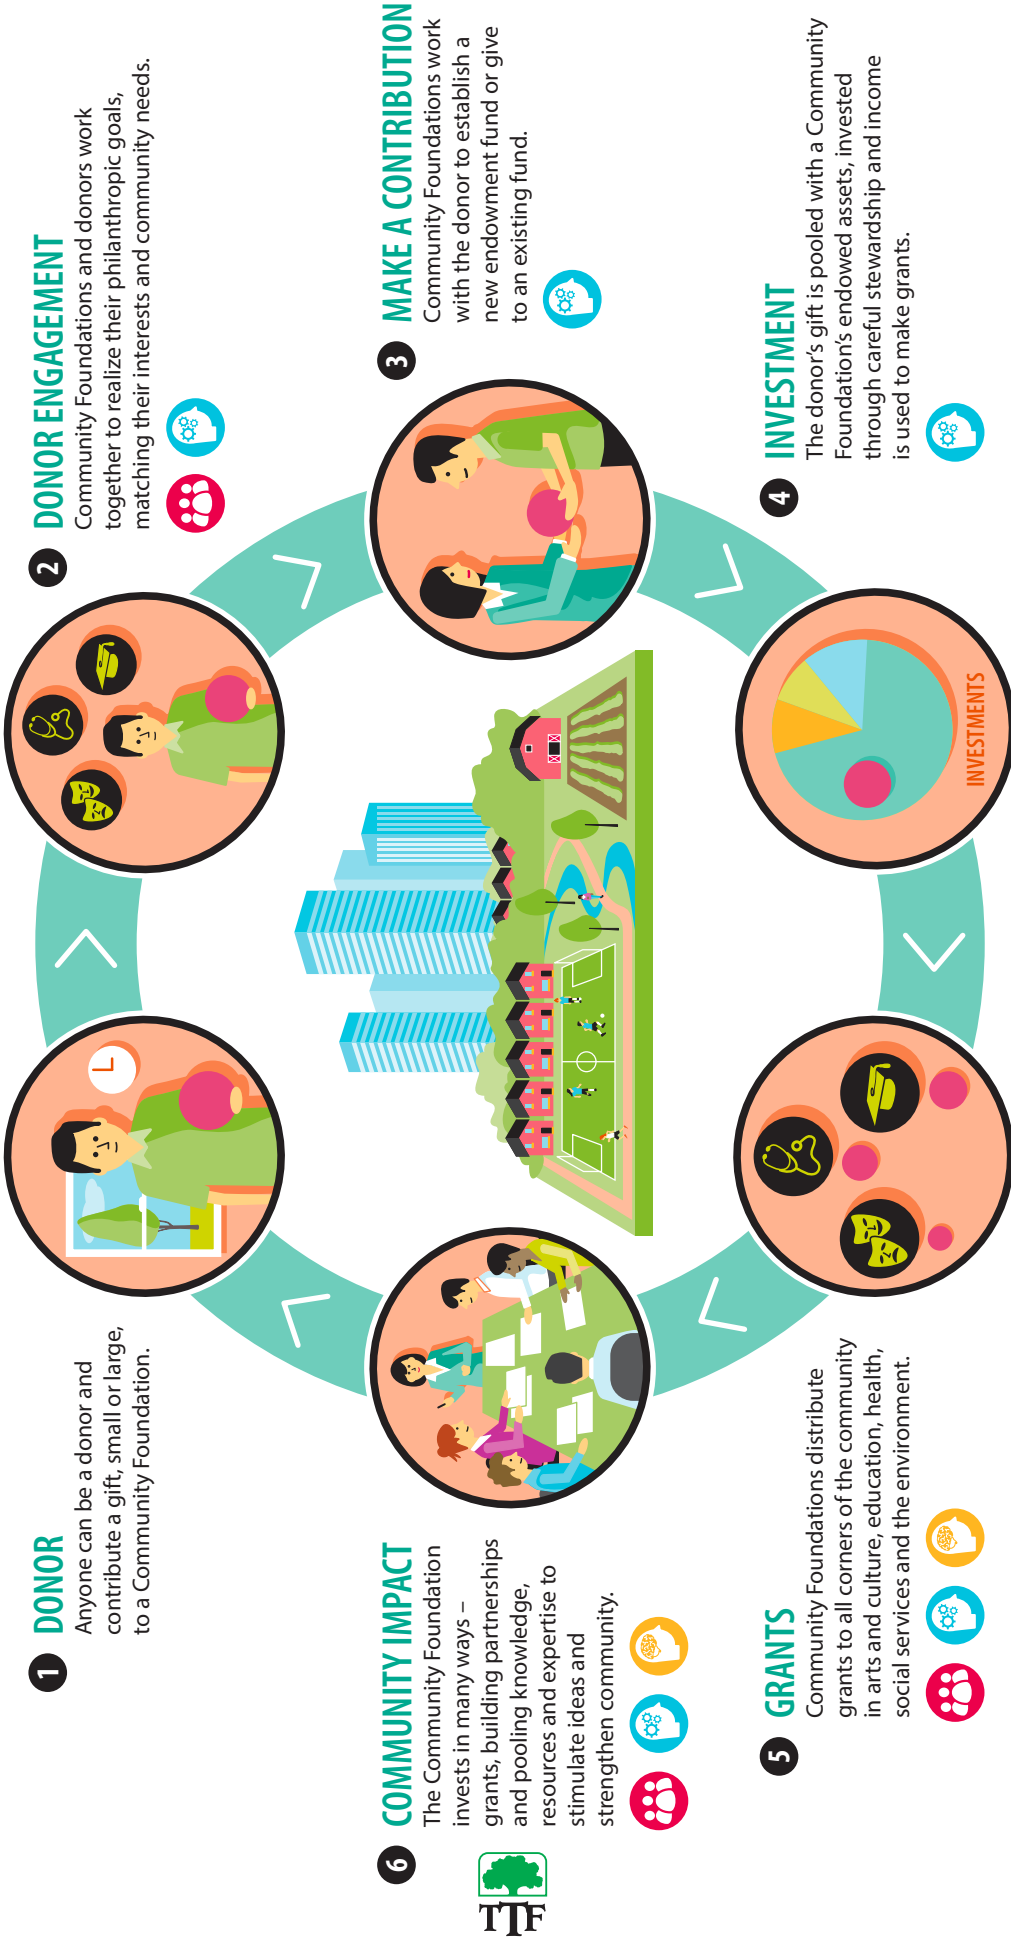 1 DONOR
Anyone can be a donor and
contribute a gift, small or large,
to a Community Foundation.
2 DONOR ENGAGEMENT
Community Foundations and donors work
together to realize their philanthropic goals,
matching their interests and community needs.
3 MAKE A CONTRIBUTION
Community Foundations work
with the donor to establish a
new endowment fund or give
to an existing fund.
4 INVESTMENT
The donor’s gift is pooled with a Community
Foundation’s endowed assets, invested
through careful stewardship and income
is used to make grants.
INVESTMENTS
5 GRANTS
Community Foundations distribute
grants to all corners of the community
in arts and culture, education, health,
social services and the environment.
6 COMMUNITY IMPACT
The Community Foundation
invests in many ways –
grants, building partnerships
and pooling knowledge,
resources and expertise to
stimulate ideas and
strengthen community.
TTF